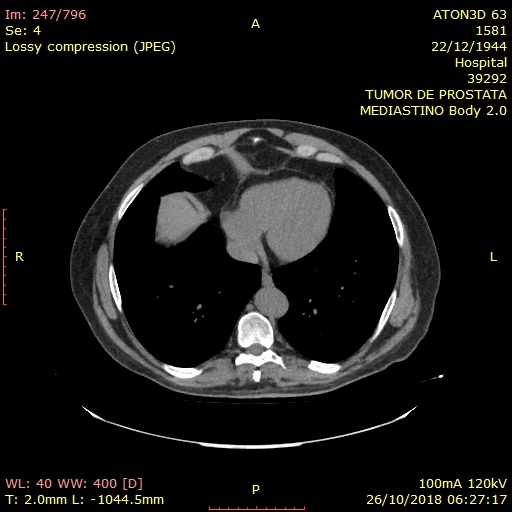 Im: 247/796
Se: 4
Lossy compression (JPEG)
A
ATON3D 63
1581
22/12/1944
Hospital
39292
TUMOR DE PROSTATA
MEDIASTINO Body 2.0
R
L
WL: 40 WW: 400 [D]
T: 2.0mm L: -1044.5mm
P
100mA 120kV
26/10/2018 06:27:17